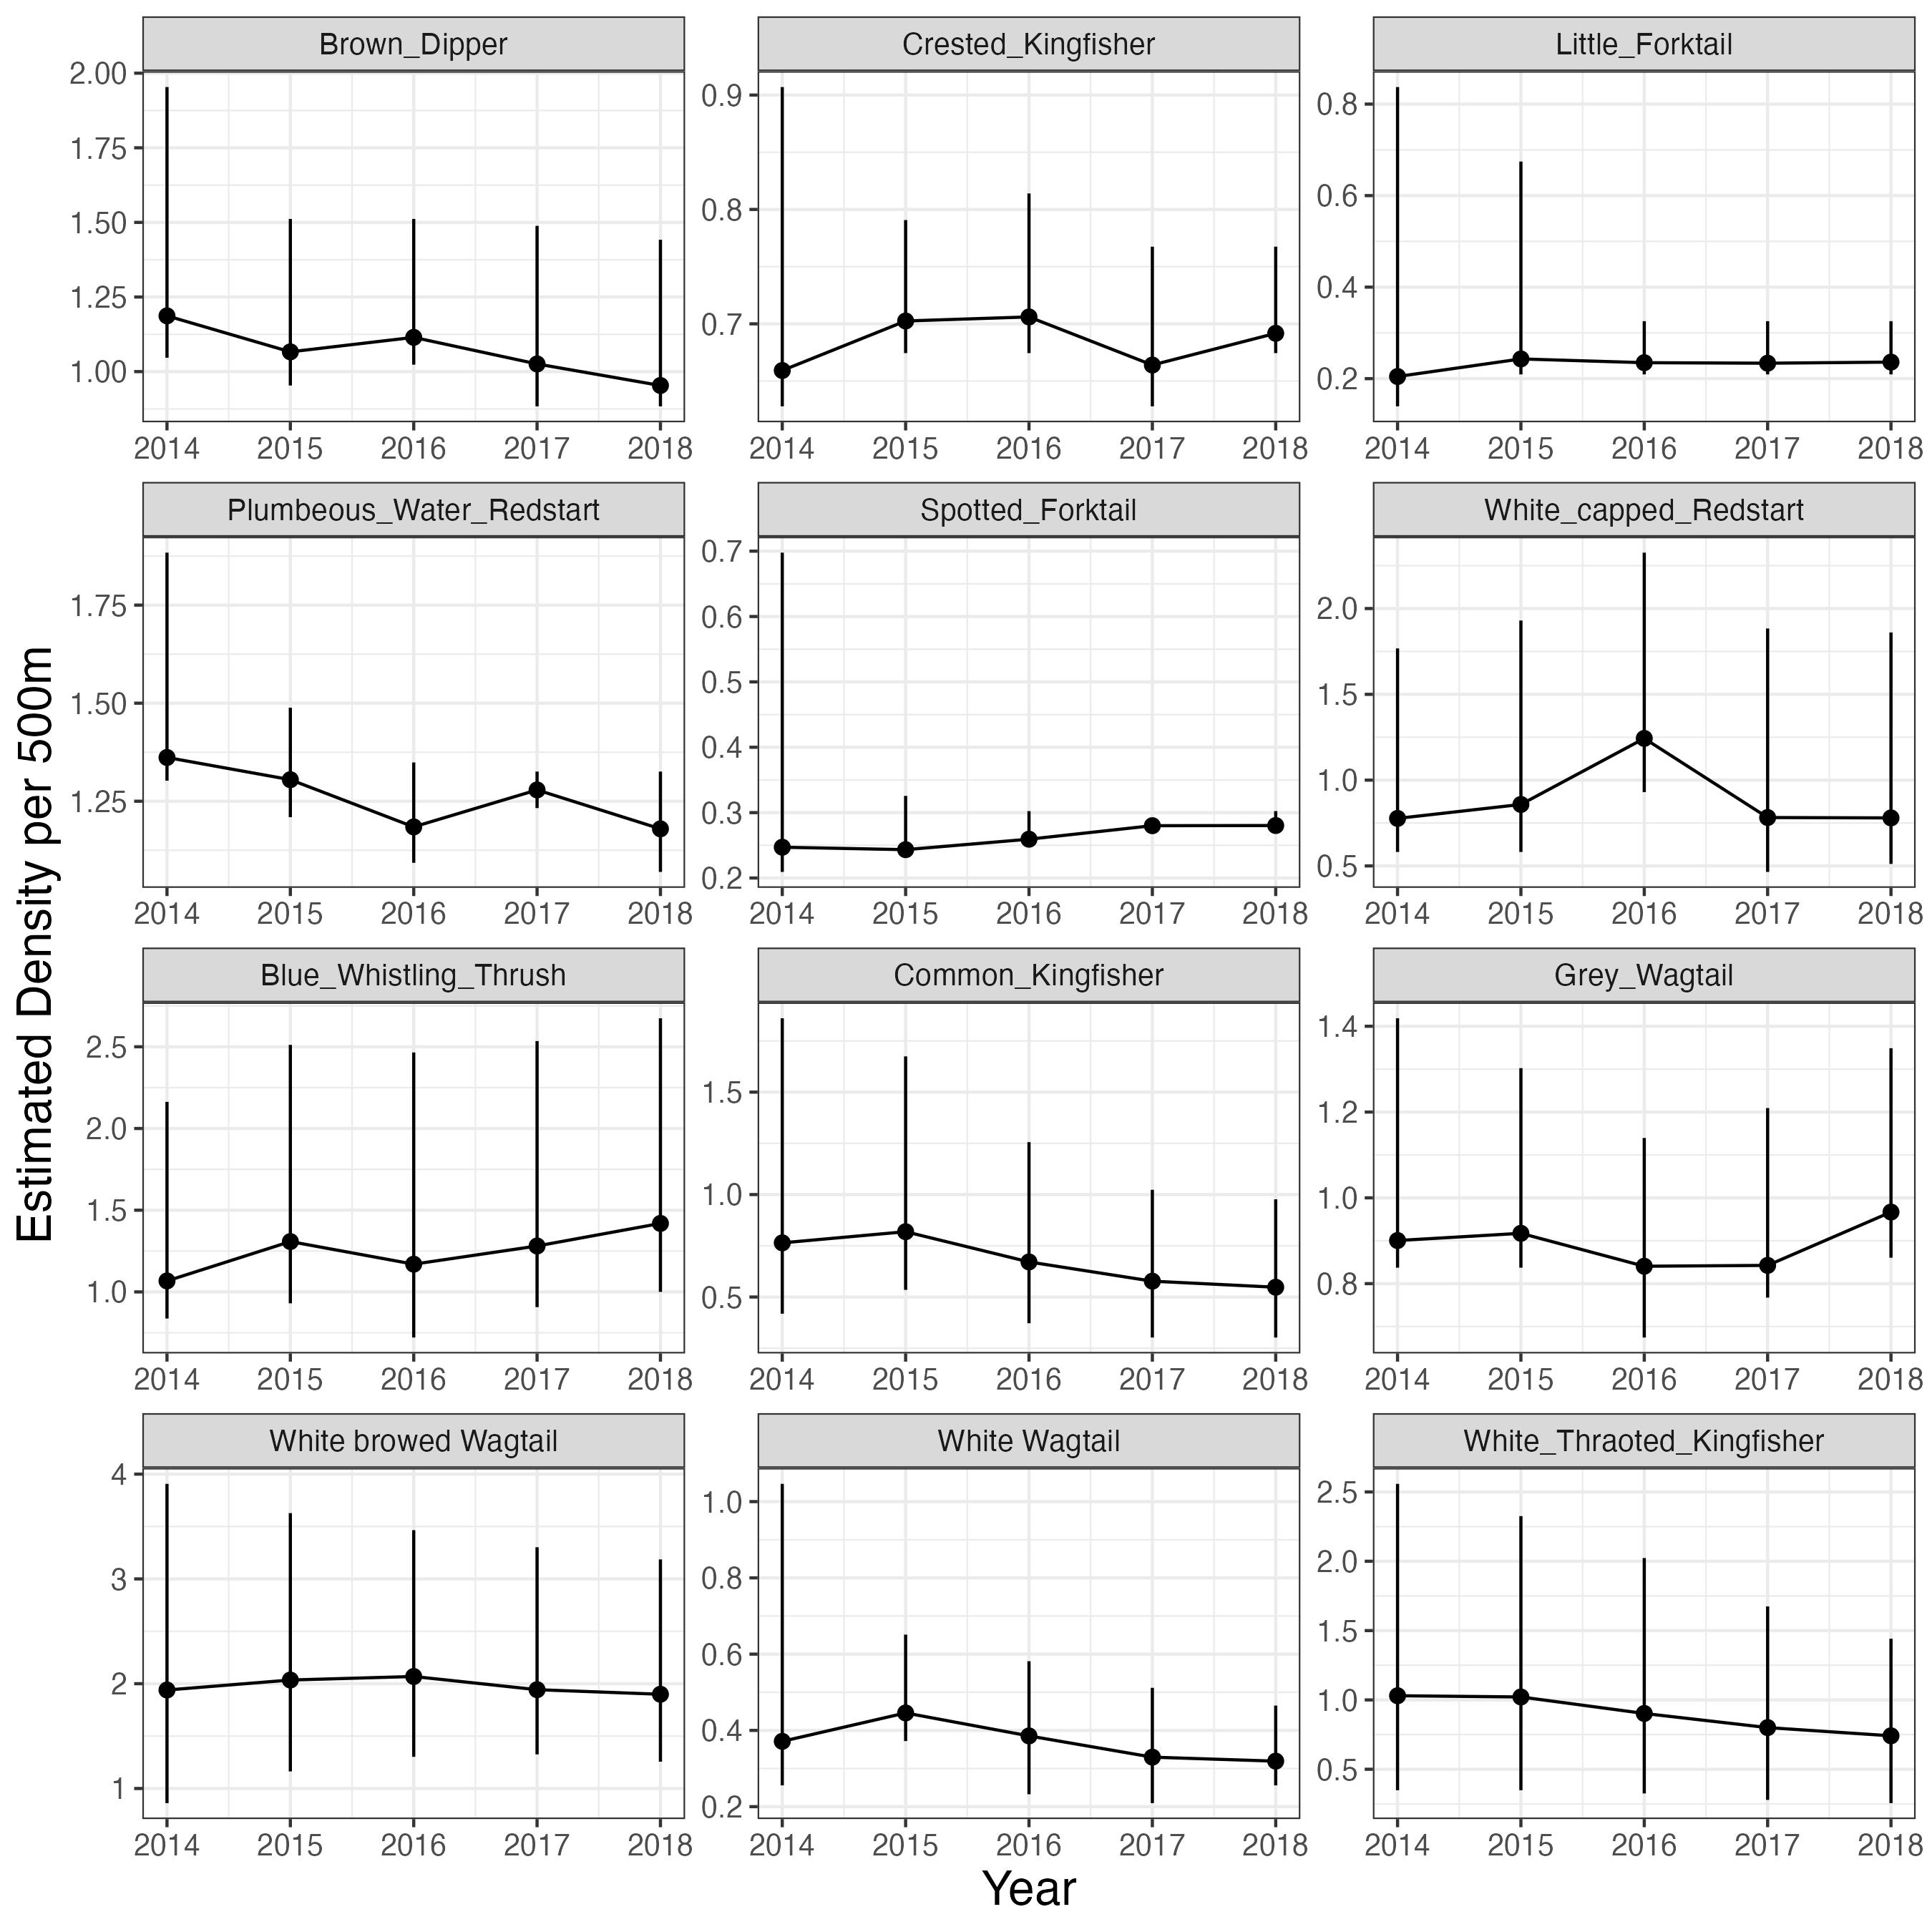 Brown_Dipper
Crested_Kingfisher
Little_Forktail
2.00
1.75
1.50
1.25
1.00
0.9
0.8
0.7
0.8
0.6
0.4
0.2
2014 2015 2016 2017 2018
2014 2015 2016 2017 2018
2014 2015 2016 2017 2018
Plumbeous_Water_Redstart
Spotted_Forktail
White_capped_Redstart
1.75
1.50
1.25
0.7
0.6
0.5
0.4
0.3
0.2
2.0
1.5
1.0
0.5
2014 2015 2016 2017 2018
2014 2015 2016 2017 2018
2014 2015 2016 2017 2018
Estimated Density per 500m
Blue_Whistling_Thrush
Common_Kingfisher
Grey_Wagtail
2.5
2.0
1.5
1.0
1.5
1.0
0.5
1.4
1.2
1.0
0.8
2014 2015 2016 2017 2018
2014 2015 2016 2017 2018
2014 2015 2016 2017 2018
White browed Wagtail
White Wagtail
White_Thraoted_Kingfisher
4
3
2
1
1.0
0.8
0.6
0.4
0.2
2.5
2.0
1.5
1.0
0.5
2014 2015 2016 2017 2018
2014 2015 2016 2017 2018
2014 2015 2016 2017 2018
Year